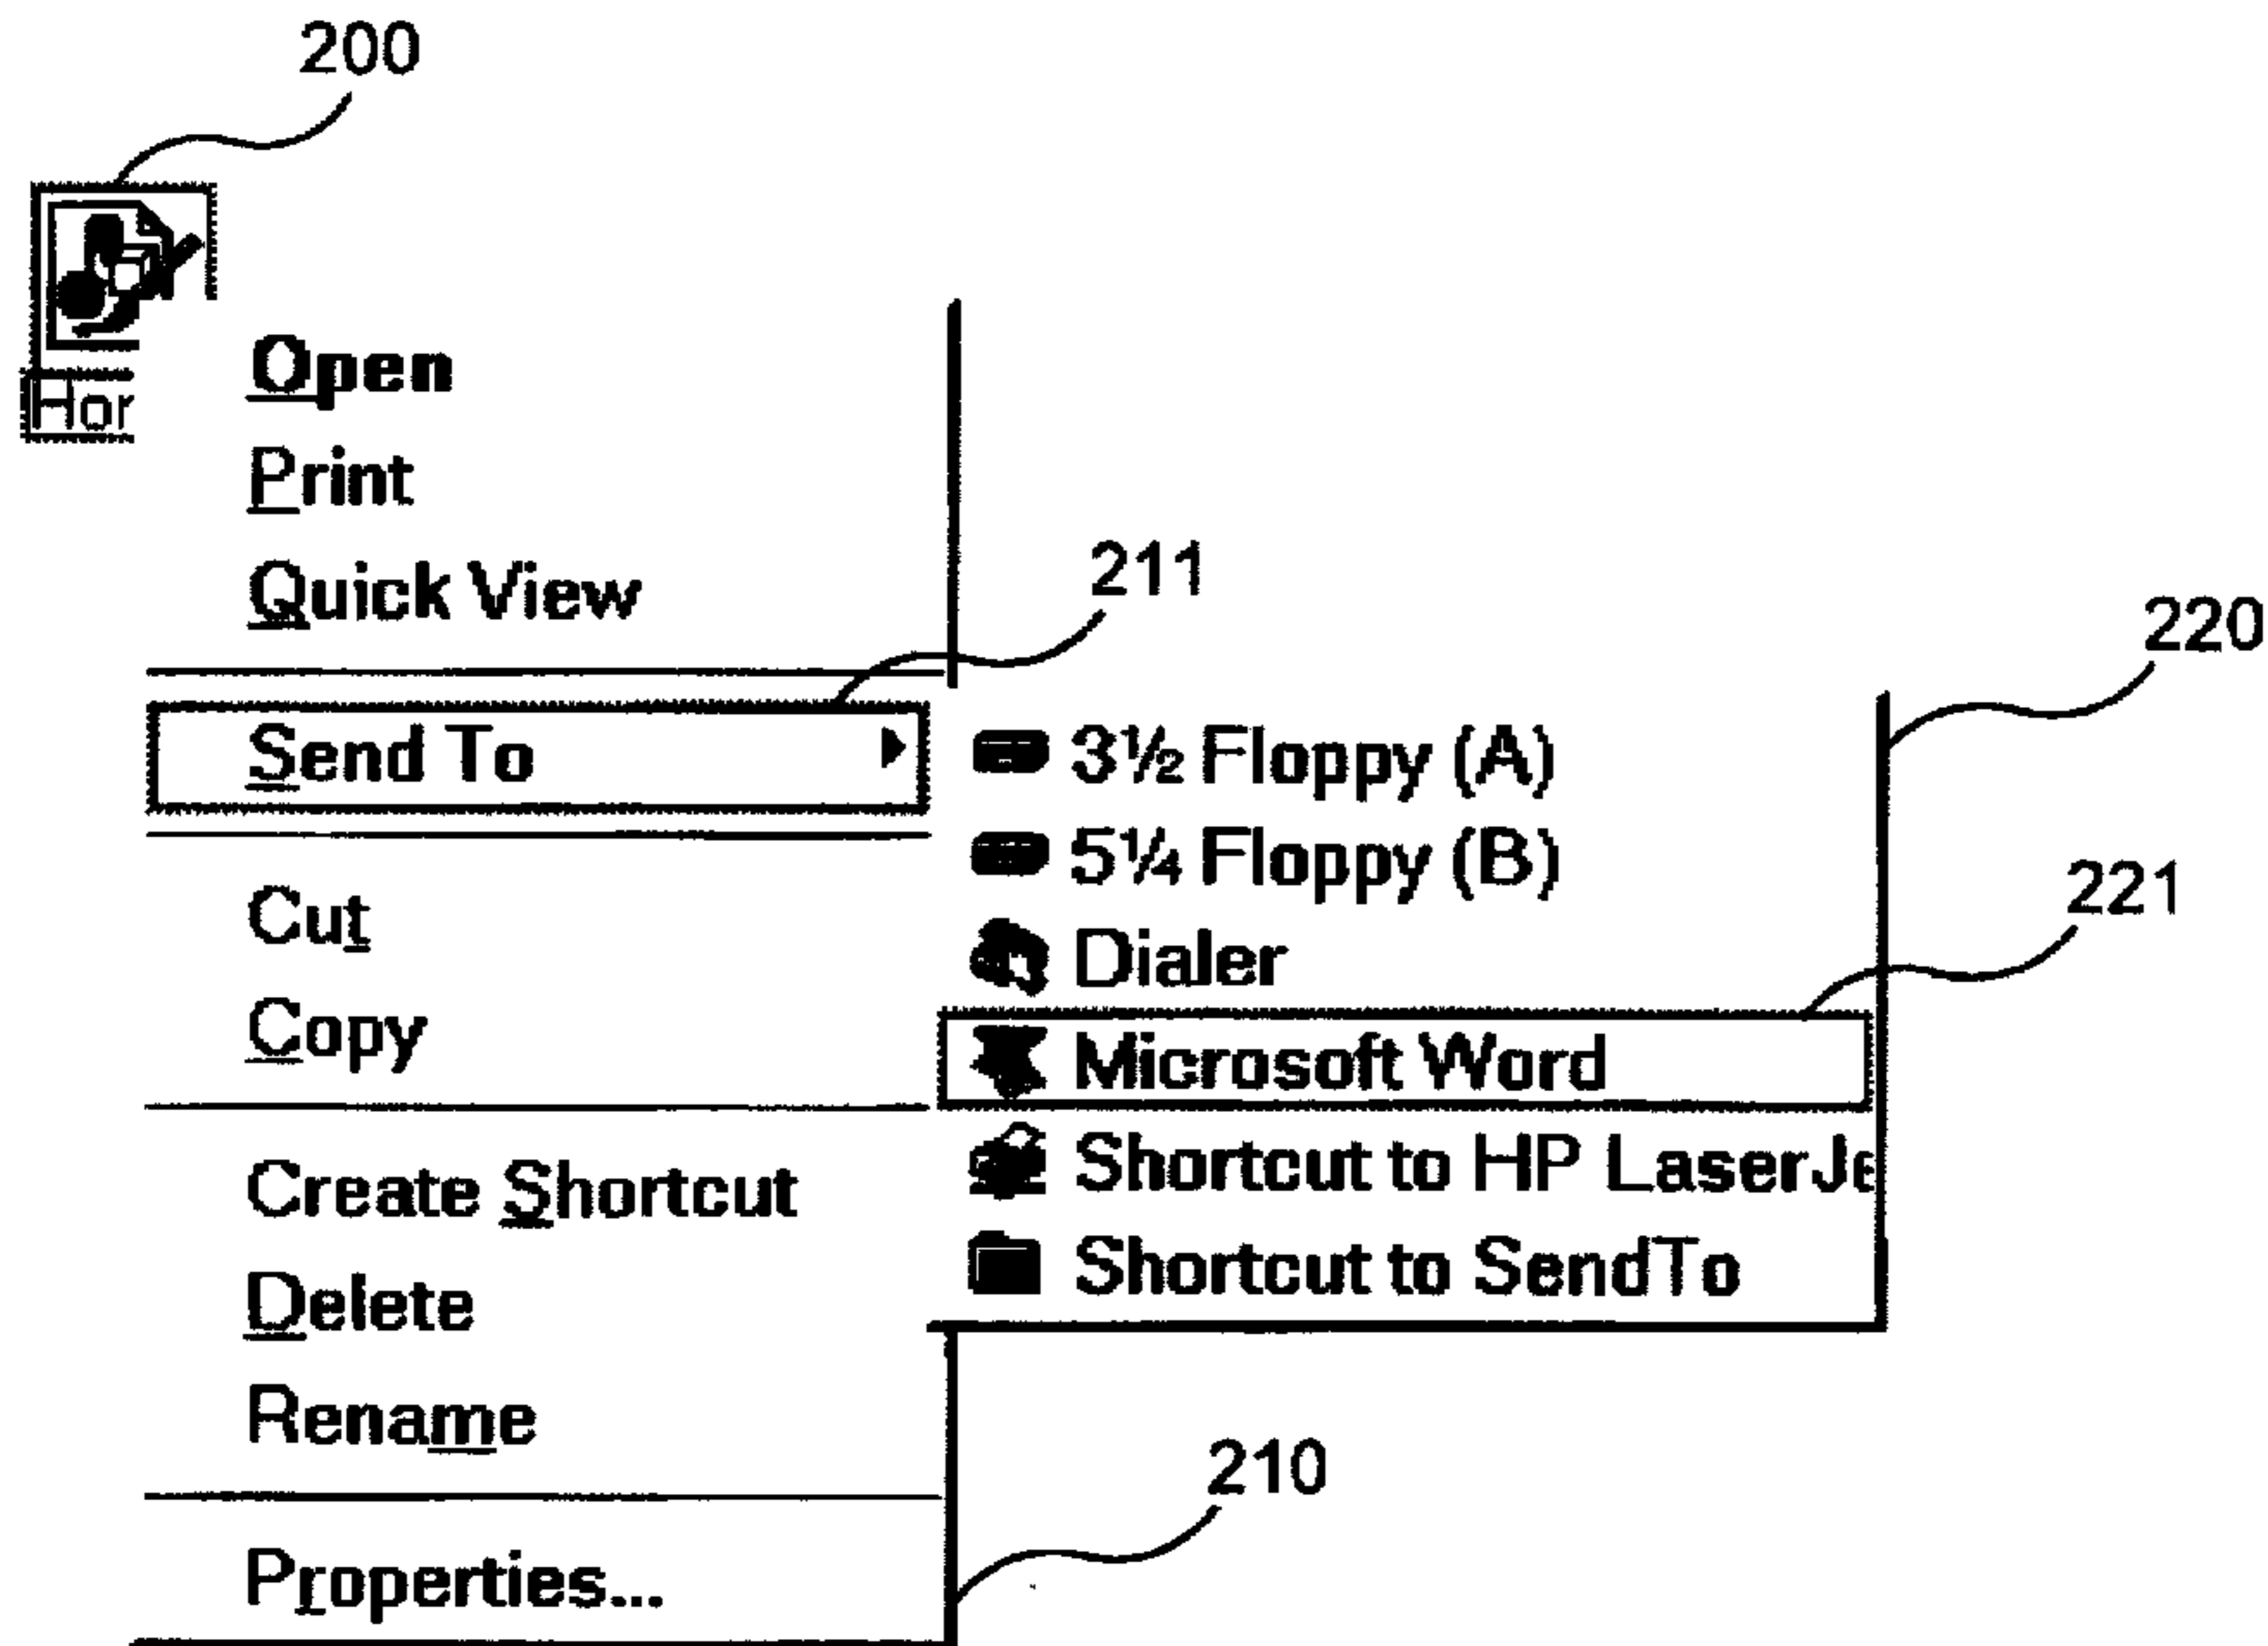 200
Hor
Open
Print
Quick View
211
220
Send To
3½ Floppy (A)
5¼ Floppy (B)
221
Cut
Dialer
Copy
Microsoft Word
Create Shortcut
Shortcut to HP LaserJe
Delete
Shortcut to SendTo
Rename
210
Properties...